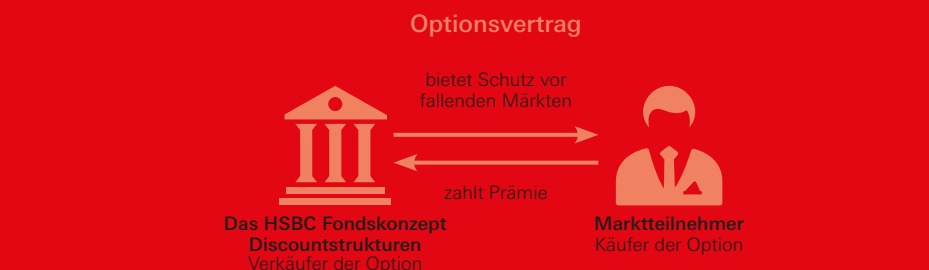 Optionsvertrag
bietet Schutz vor
fallenden Märkten
zahlt Prämie
Das HSBC Fondskonzept
Discountstrukturen
Verkäufer der Option
Marktteilnehmer
Käufer der Option